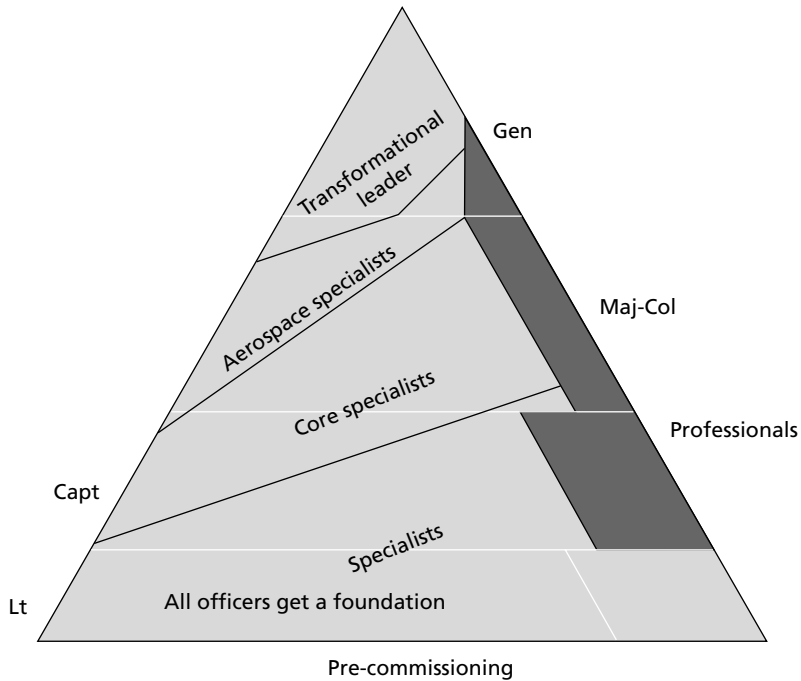 Gen
Transformational
leader
Maj-Col
Aerospace specialists
Core specialists
Professionals
Capt
Specialists
Lt
All officers get a foundation
Pre-commissioning